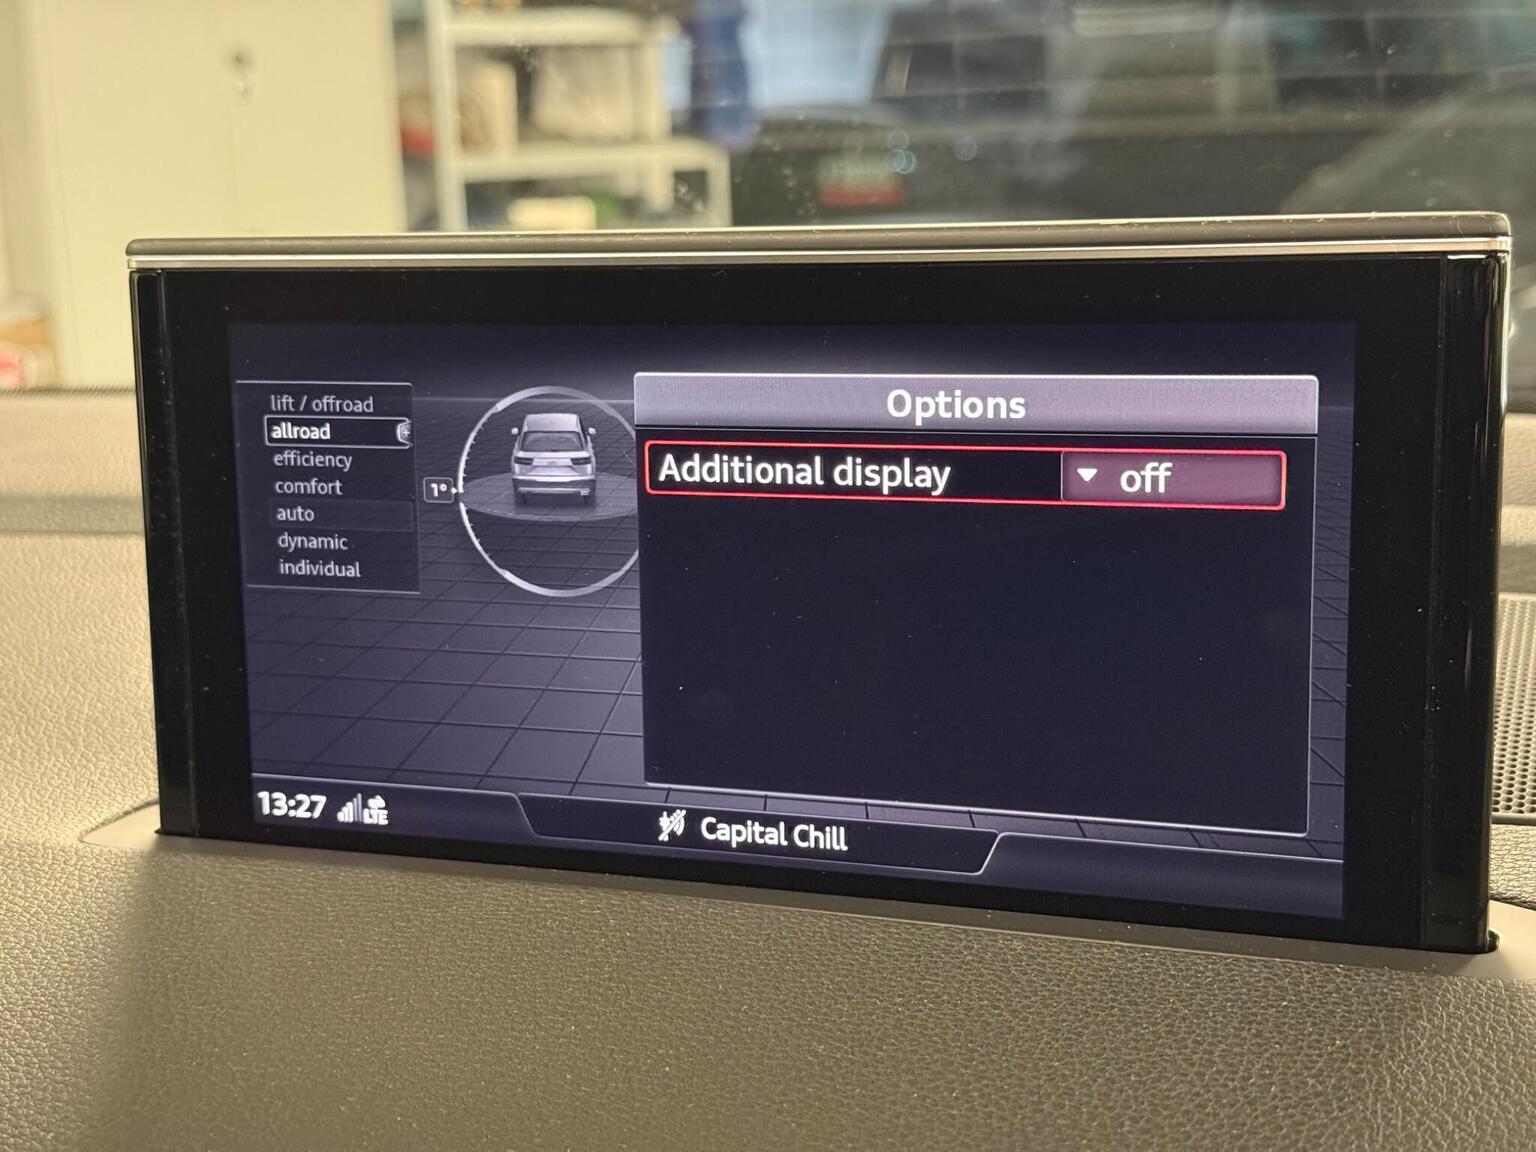 lift / offroad
allroad
efficiency
comfort
auto
dynamic
individual
1°
Options
Additional display
off
13:27
LTE
Capital Chill